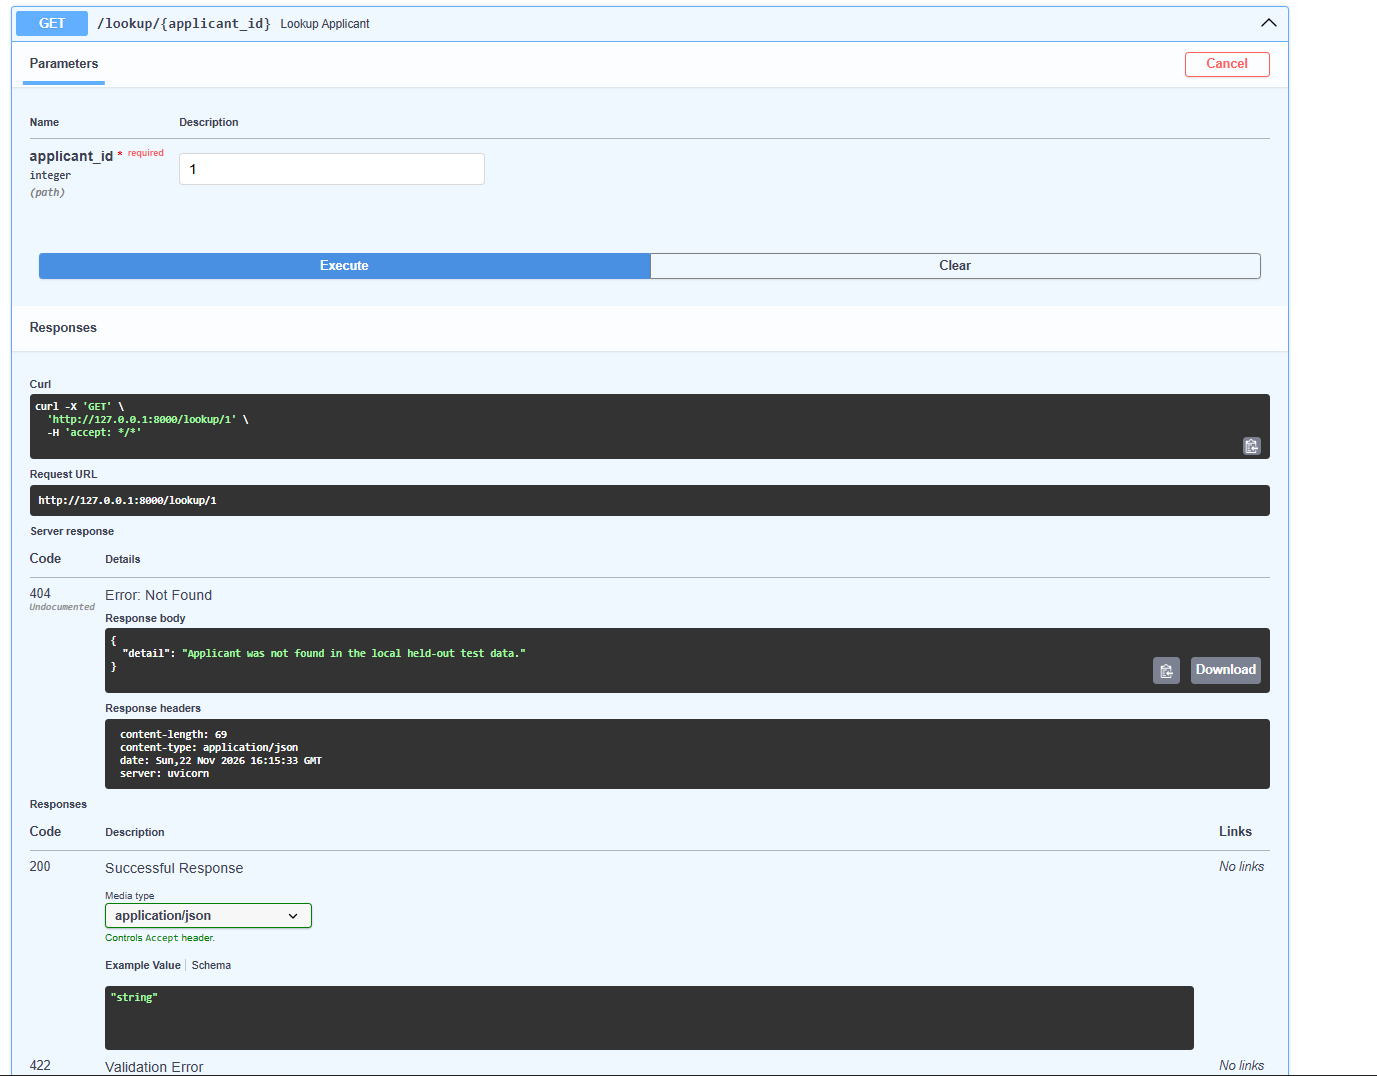 GET /lookup/{applicant_id} Lookup Applicant
Parameters
Cancel
Name Description
applicant_id * required
integer
(path)
1
Execute Clear
Responses
Curl
curl -X 'GET' \
  'http://127.0.0.1:8000/lookup/1' \
  -H 'accept: */*'
Request URL
http://127.0.0.1:8000/lookup/1
Server response
Code Details
404 Error: Not Found
Undocumented
Response body
{
  "detail": "Applicant was not found in the local held-out test data."
}
Download
Response headers
content-length: 69
content-type: application/json
date: Sun,22 Nov 2026 16:15:33 GMT
server: uvicorn
Responses
Code Description Links
200 Successful Response No links
Media type
application/json
Controls Accept header.
Example Value Schema
"string"
422 Validation Error No links